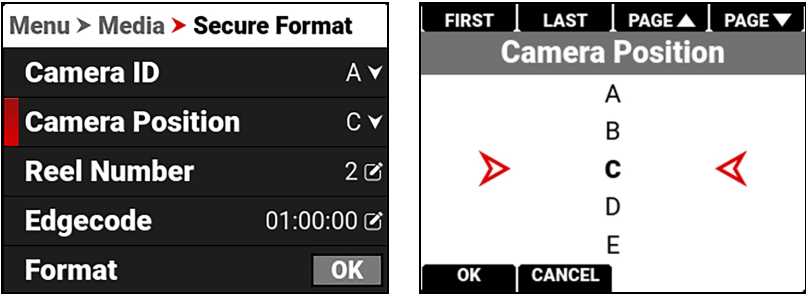 Menu > Media > Secure Format
Camera ID A
Camera Position C
Reel Number 2
Edgecode 01:00:00
Format OK
FIRST LAST PAGE▲ PAGE▼
Camera Position
A
B
C
D
E
OK CANCEL